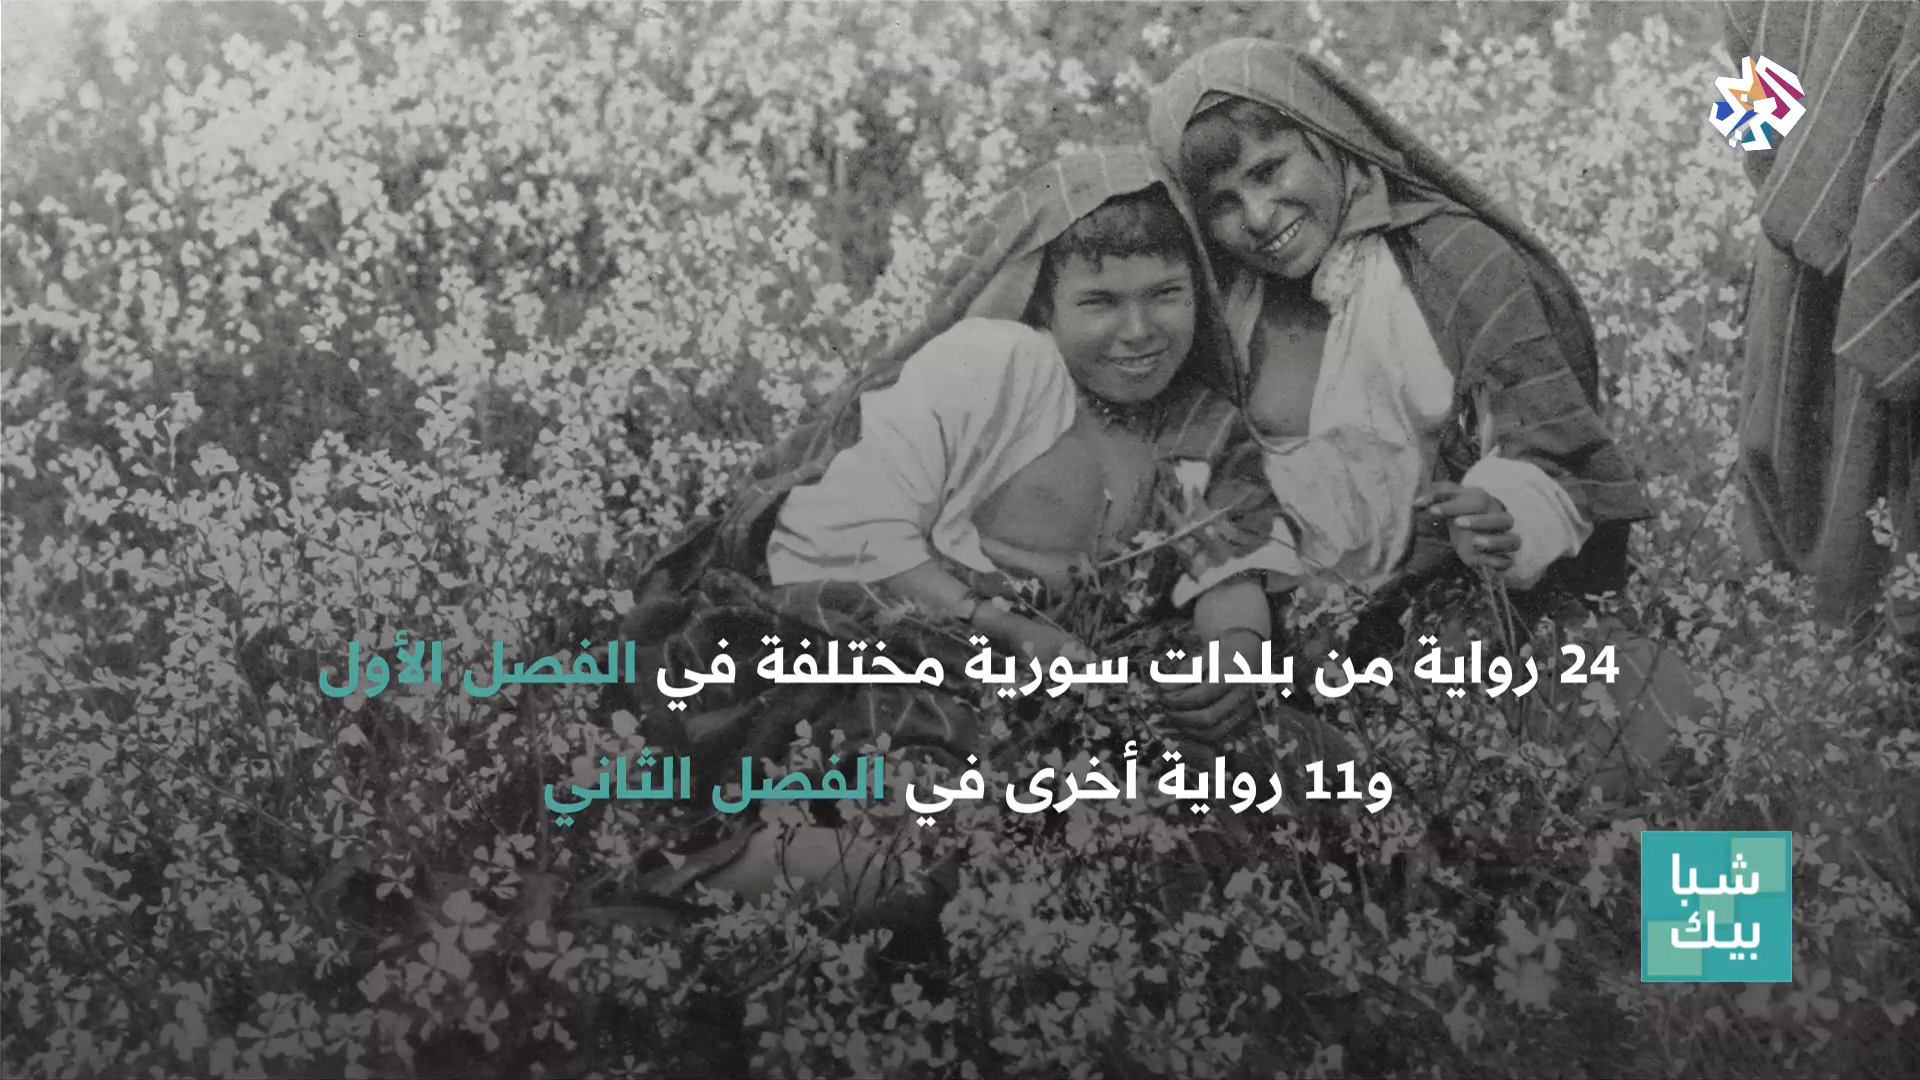 24 رواية من بلدات سورية مختلفة في الفصل الأول
و11 رواية أخرى في الفصل الثاني
شبا
بيك